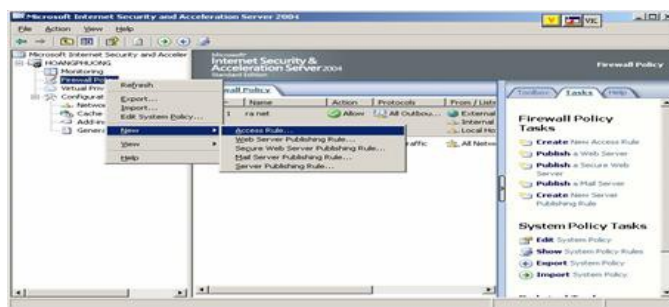 Microsoft Internet Security and Acceleration Server 2004
VK
File Action View Help
Microsoft Internet Security and Acceler
HOANGPHUONG
Monitoring
Firewall Po
Virtual Priv
Configurat
Networ
Cache
Add-in
Genera
Refresh
Export...
Import...
Edit System Policy...
New
View
Help
Access Rule...
Web Server Publishing Rule...
Secure Web Server Publishing Rule...
Mail Server Publishing Rule...
Server Publishing Rule...
Microsoft
Internet Security &
Acceleration Server 2004
Standard Edition
Firewall Policy
wall Policy
Name Action Protocols From / Liste
1 ra net Allow All Outbou... External
Internal
Local Ho
raffic All Netwo
Toolbox Tasks Help
Firewall Policy
Tasks
Create New Access Rule
Publish a Web Server
Publish a Secure Web
Server
Publish a Mail Server
Create New Server
Publishing Rule
System Policy Tasks
Edit System Policy
Show System Policy Rules
Export System Policy
Import System Policy